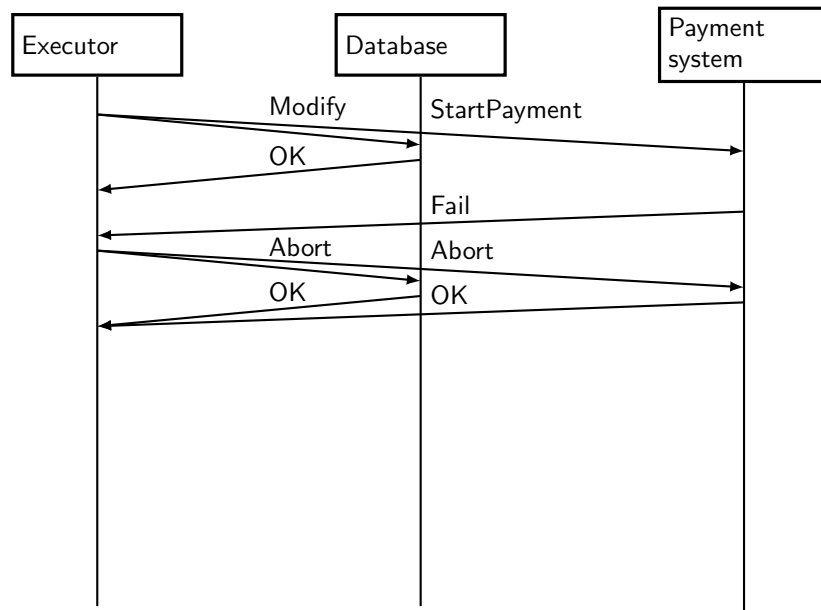 Executor
Database
Payment
system
Modify
StartPayment
OK
Fail
Abort
Abort
OK
OK